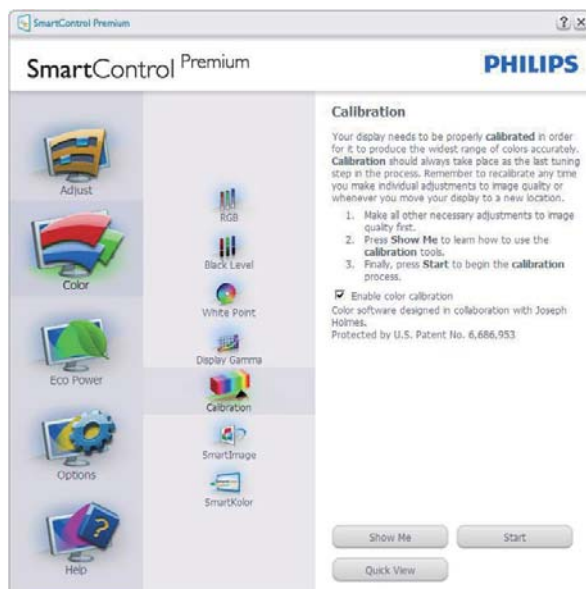 SmartControl Premium
SmartControl Premium
PHILIPS
Adjust
Color
Eco Power
Options
Help
RGB
Black Level
White Point
Display Gamma
Calibration
SmartImage
SmartKolor
Calibration
Your display needs to be properly calibrated in order
for it to produce the widest range of colors accurately.
Calibration should always take place as the last tuning
step in the process. Remember to recalibrate any time
you make individual adjustments to image quality or
whenever you move your display to a new location.
1. Make all other necessary adjustments to image
quality first.
2. Press Show Me to learn how to use the
calibration tools.
3. Finally, press Start to begin the calibration
process.
Enable color calibration
Color software designed in collaboration with Joseph
Holmes.
Protected by U.S. Patent No. 6,686,953
Show Me
Start
Quick View